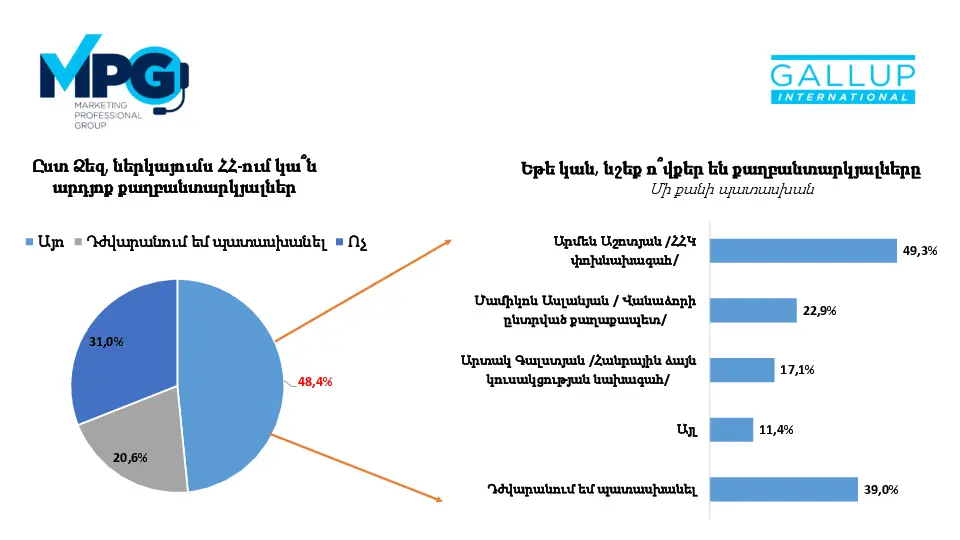 MPG
MARKETING
PROFESSIONAL
GROUP
GALLUP
INTERNATIONAL
Ըստ Ձեզ, ներկայումս ՀՀ-ում կա՞ն
արդյոք քաղբանտարկյալներ
Այո
Դժվարանում եմ պատասխանել
Ոչ
31,0%
48,4%
20,6%
Եթե կան, նշեք ո՞վքեր են քաղբանտարկյալները
Մի քանի պատասխան
Արմեն Աշոտյան /ՀՀԿ
փոխնախագահ/
49,3%
Մամիկոն Ասլանյան / Վանաձորի
ընտրված քաղաքապետ/
22,9%
Արտակ Գալստյան /Հանրային ձայն
կուսակցության նախագահ/
17,1%
Այլ
11,4%
Դժվարանում եմ պատասխանել
39,0%